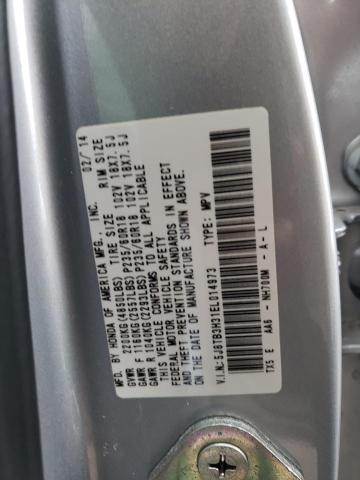 MFD. BY HONDA OF AMERICA MFG., INC. 02/ 14
GVWR 2200KG(4850LBS) TIRE SIZE RIM SIZE
GAWR F 1160KG(2557LBS)P235/60R18 102V 18X7.5J
GAWR R 1040KG(2293LBS)P235/60R18 102V 18X7.5J
THIS VEHICLE CONFORMS TO ALL APPLICABLE
FEDERAL MOTOR VEHICLE SAFETY AND THEFT
PREVENTION STANDARDS IN EFFECT
ON THE DATE OF MANUFACTURE SHOWN ABOVE.
V.I.N:5J8TB3H31EL014973 TYPE: MPV
TX5 E AA6 - NH700M - A - L